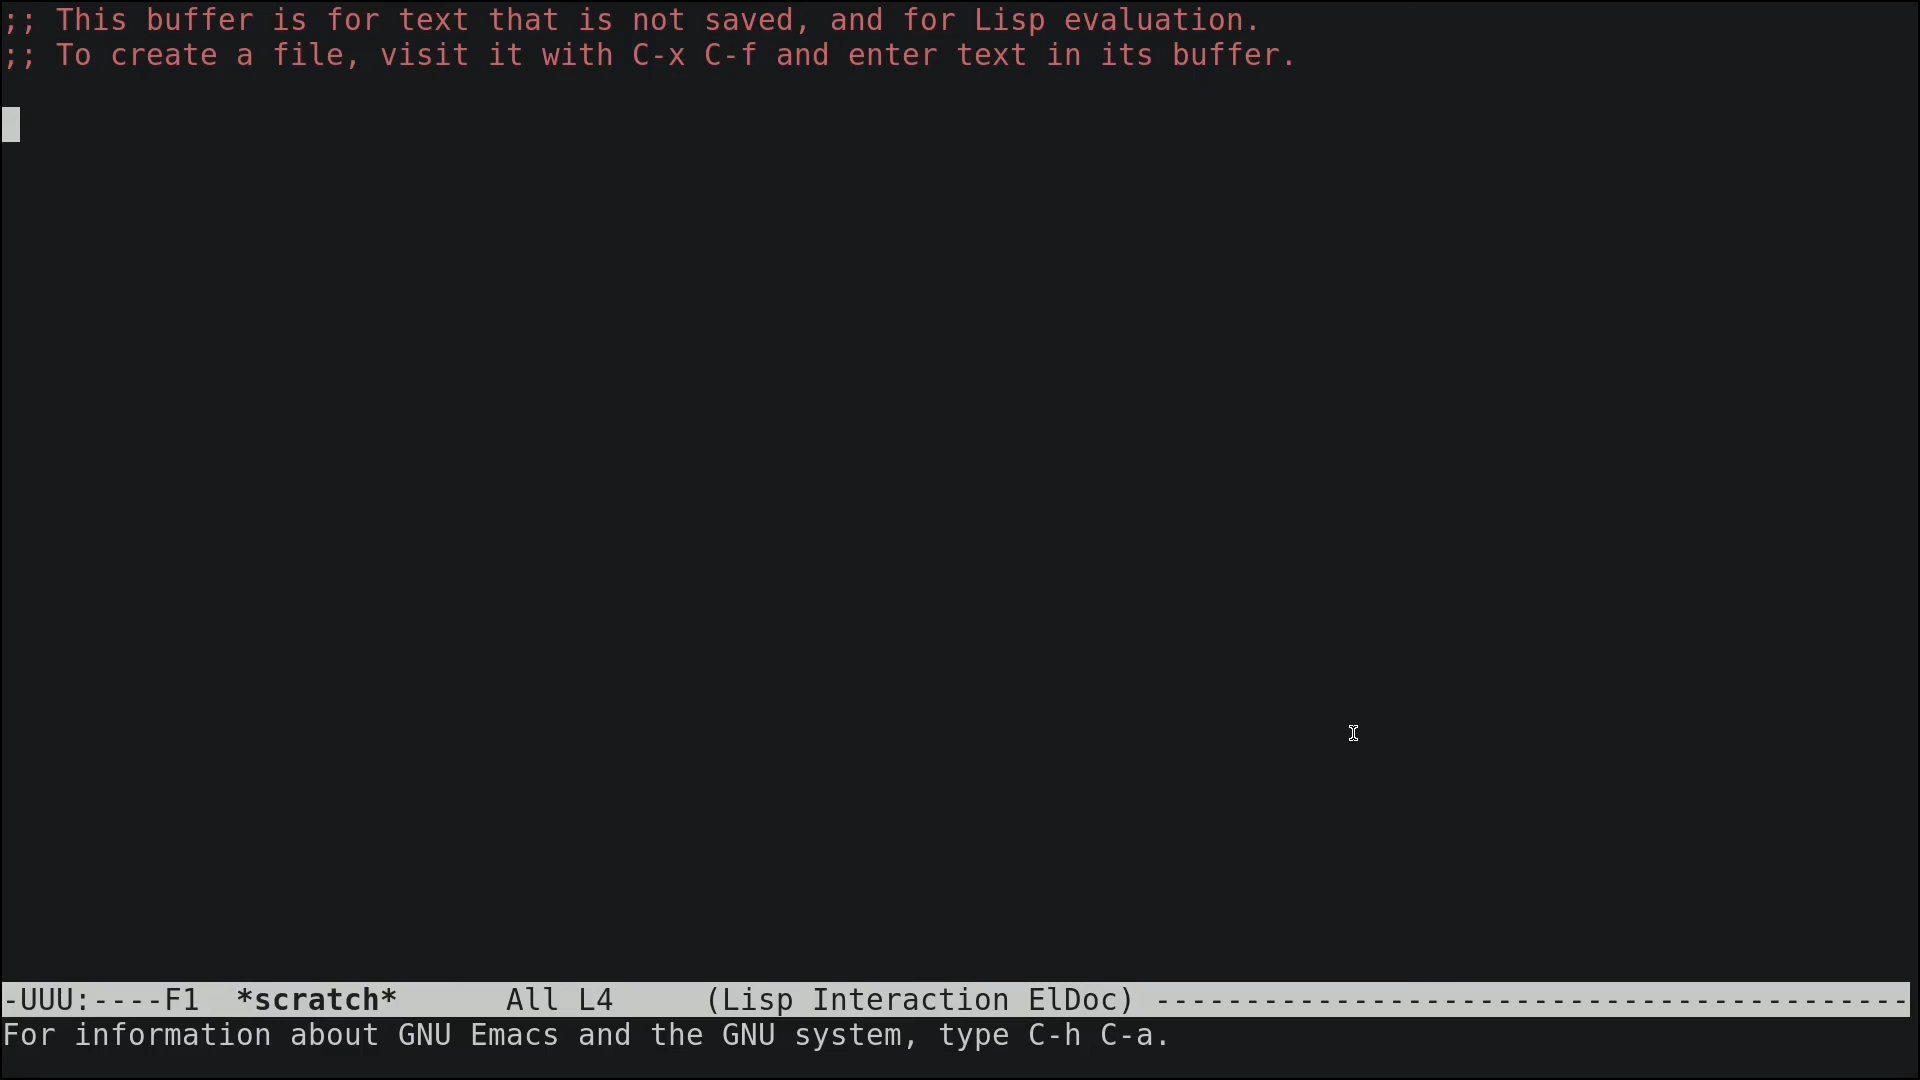 ;; This buffer is for text that is not saved, and for Lisp evaluation.
;; To create a file, visit it with C-x C-f and enter text in its buffer.
-UUU:----F1  *scratch*      All L4     (Lisp Interaction ElDoc) ------------------------------------------
For information about GNU Emacs and the GNU system, type C-h C-a.